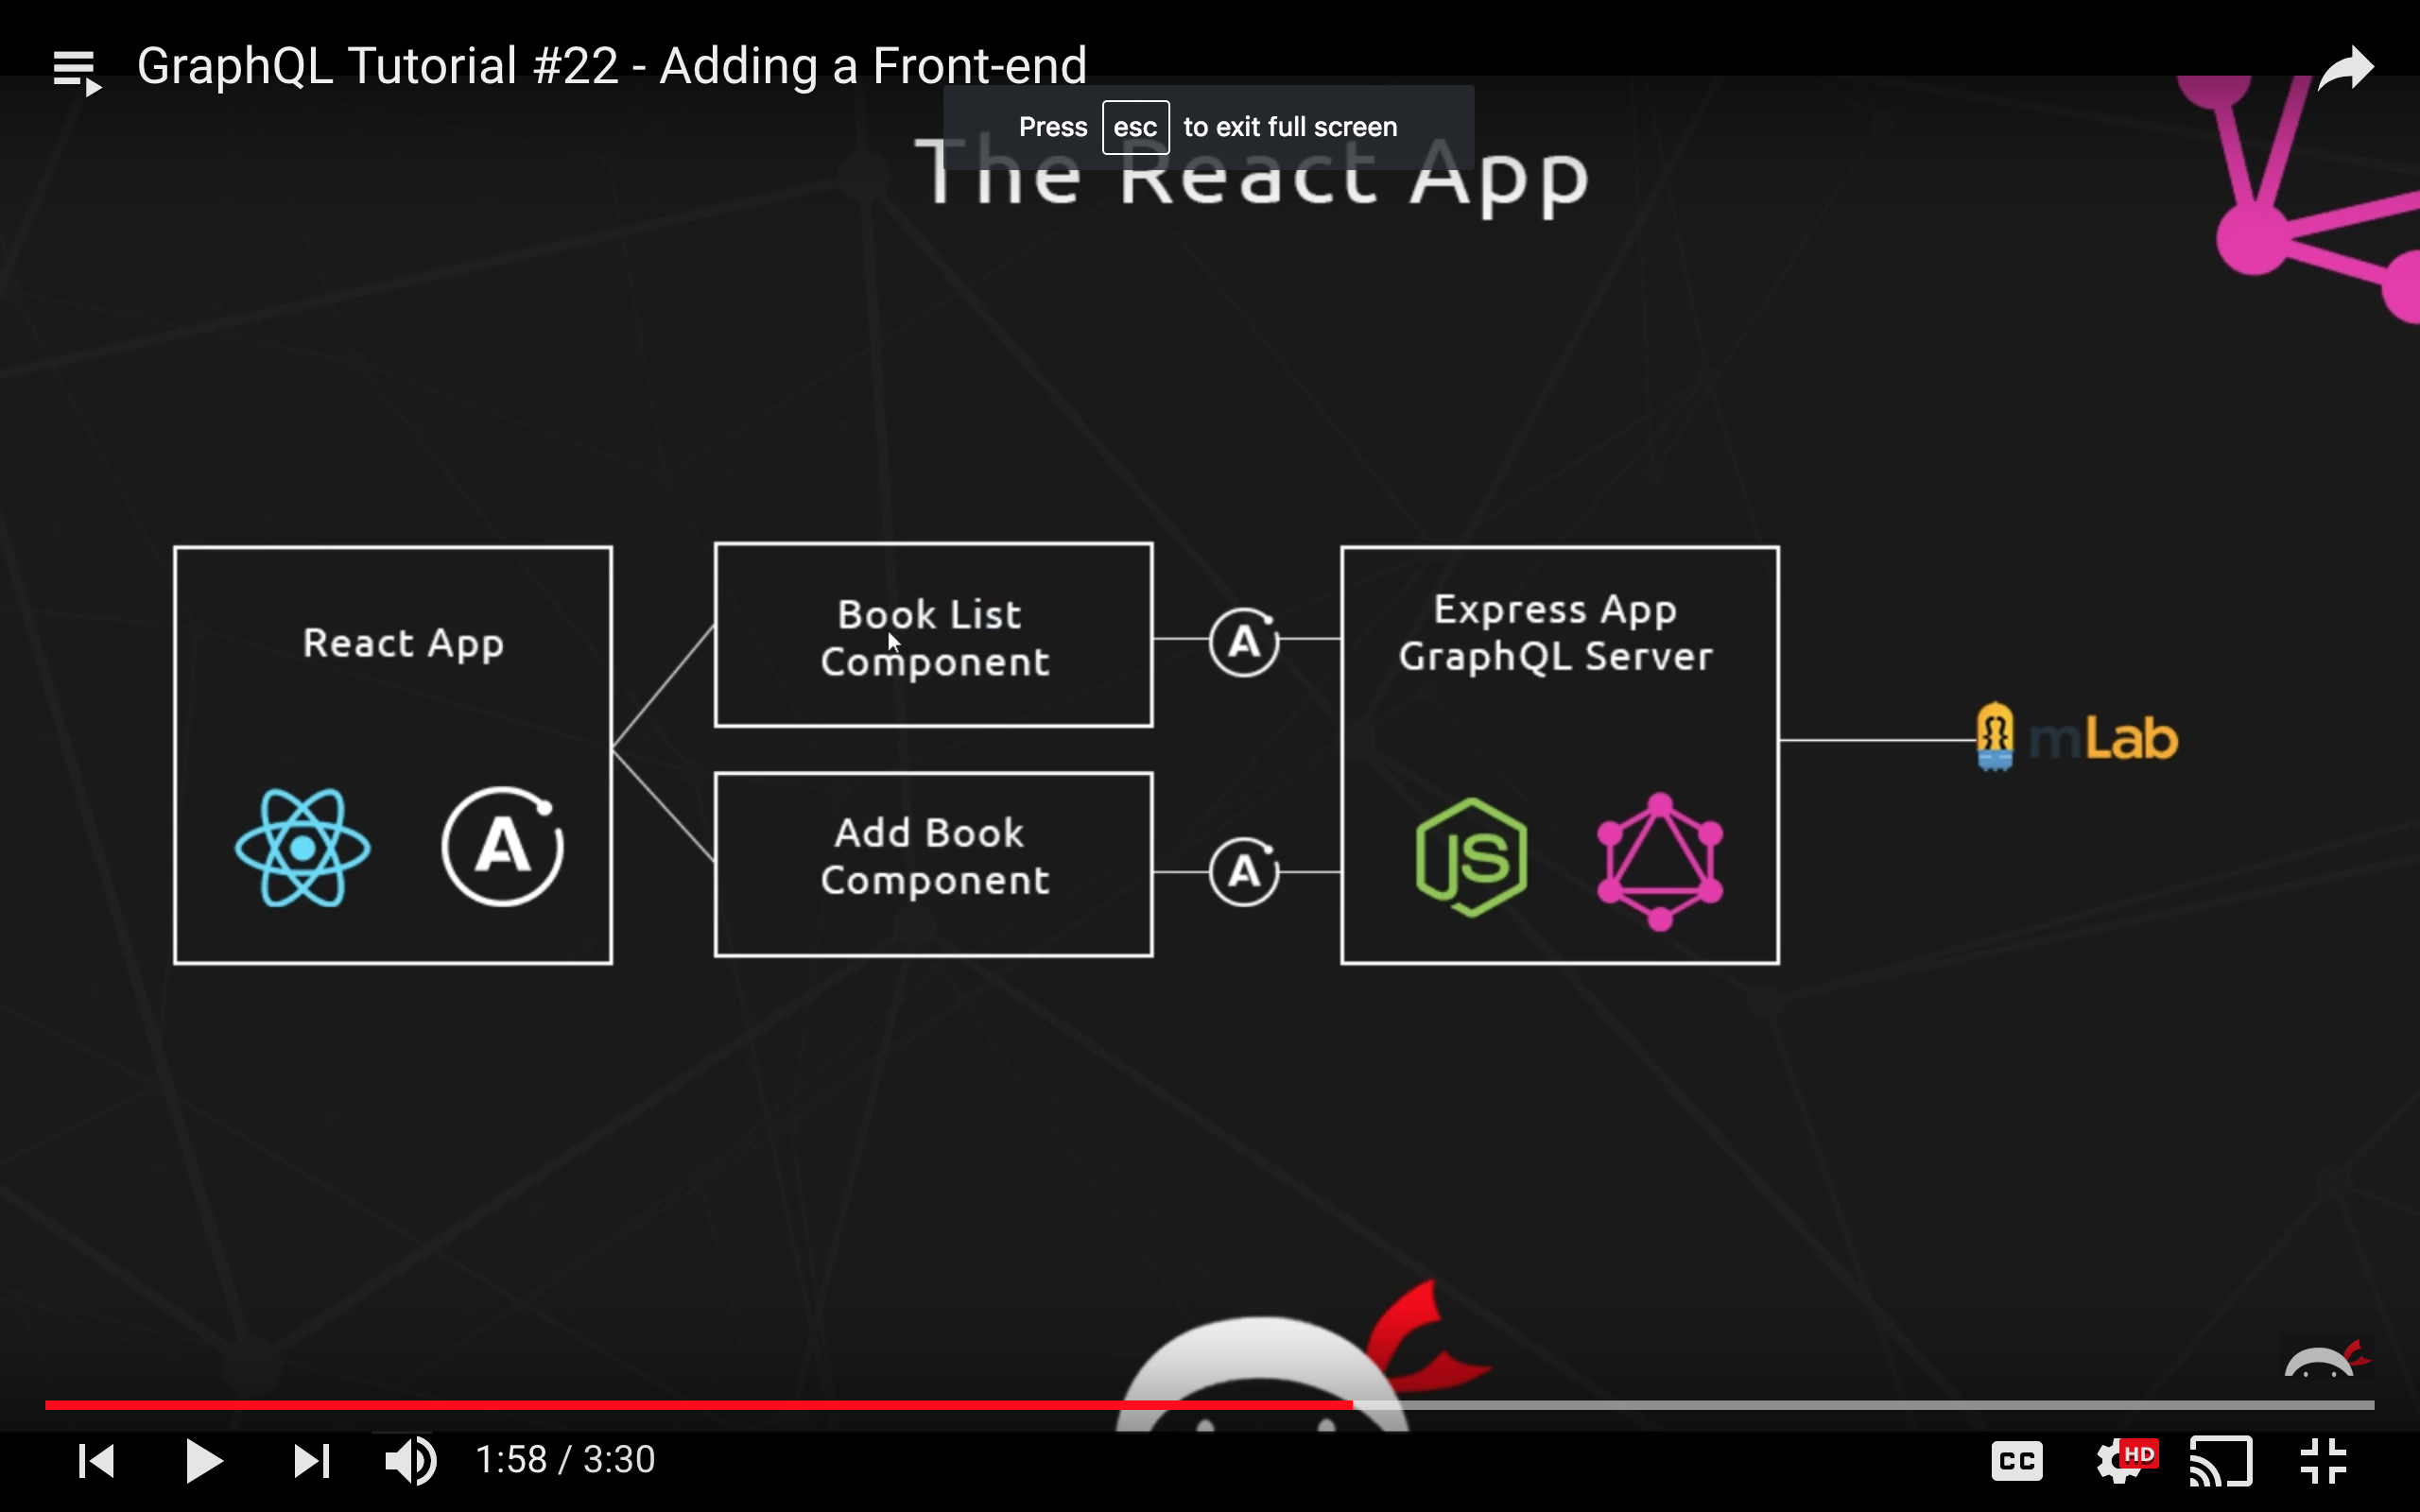 GraphQL Tutorial #22 - Adding a Front-end
Press esc to exit full screen
The React App
React App
A
Book List
Component
A
Add Book
Component
A
Express App
GraphQL Server
JS
mLab
1:58 / 3:30
CC
HD